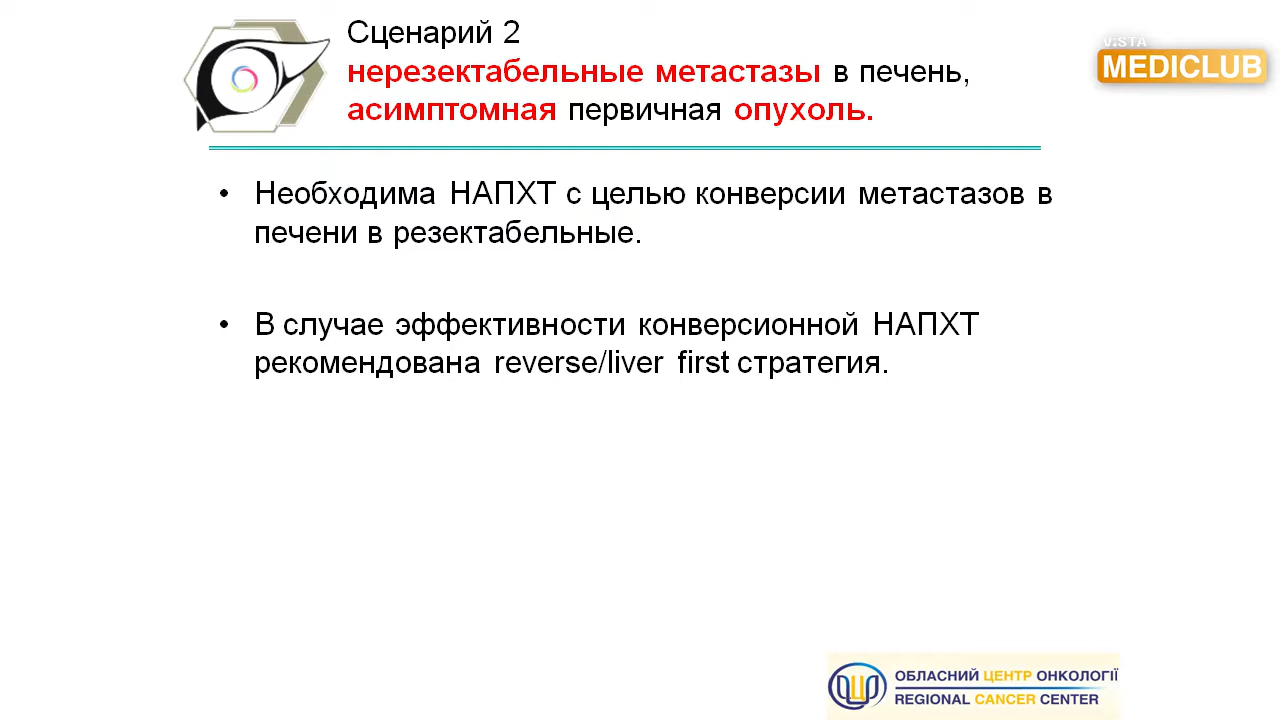 Сценарий 2
нерезектабельные метастазы в печень,
асимптомная первичная опухоль.
ViSTA
MEDICLUB
• Необходима НАПХТ с целью конверсии метастазов в
печени в резектабельные.
• В случае эффективности конверсионной НАПХТ
рекомендована reverse/liver first стратегия.
ОБЛАСНИЙ ЦЕНТР ОНКОЛОГІЇ
REGIONAL CANCER CENTER